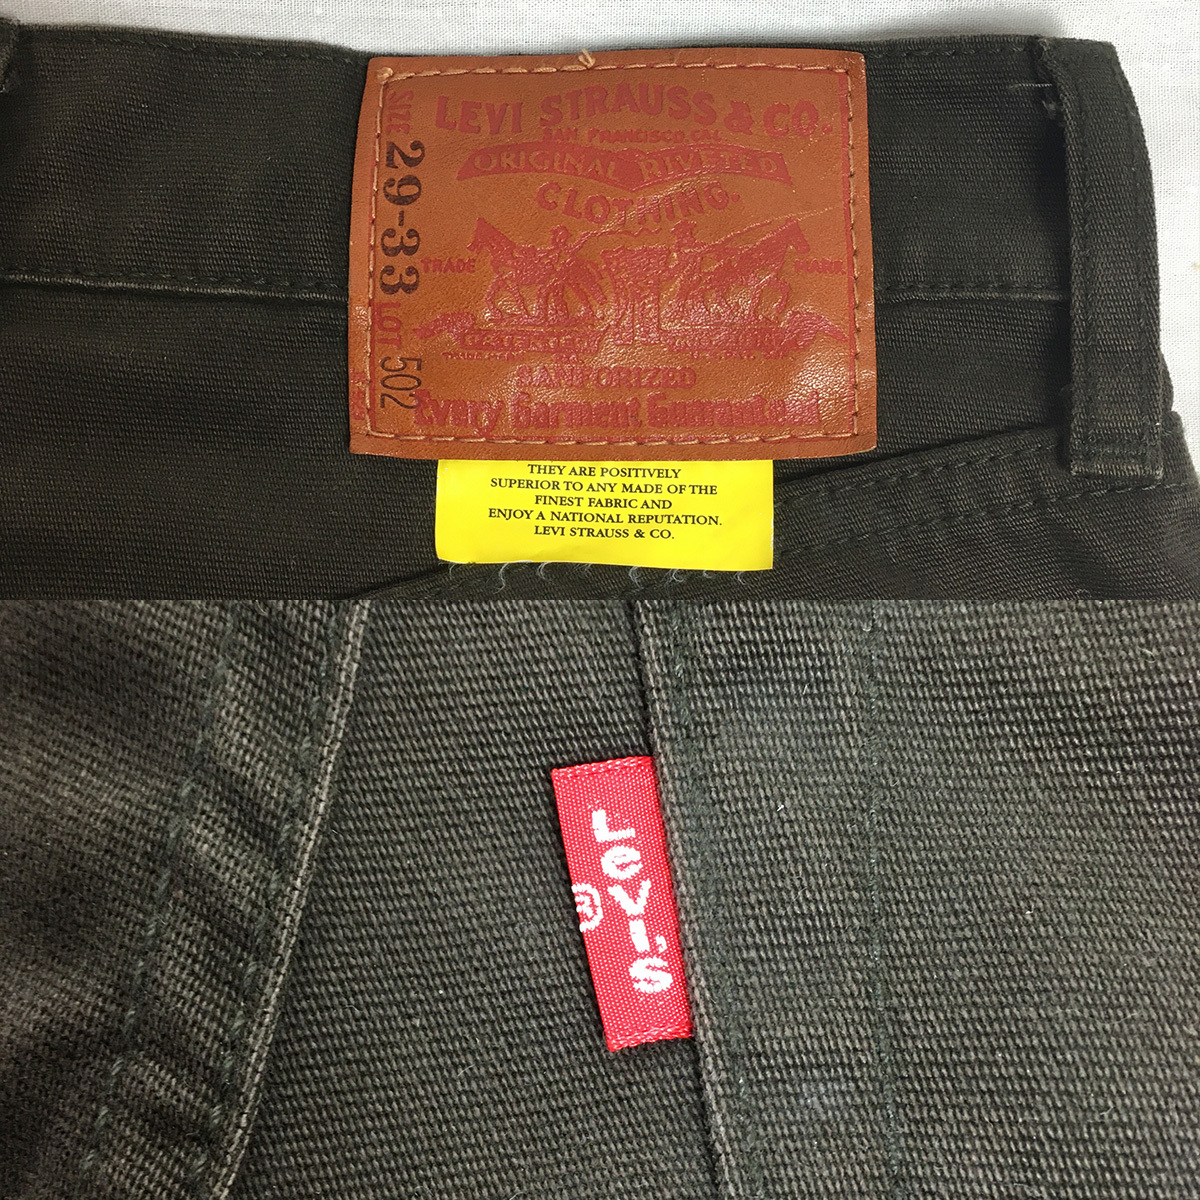 LEVI STRAUSS & CO.
SAN FRANCISCO, CAL.
ORIGINAL RIVETED
CLOTHING.
TRADE MARK
SANFORIZED
Every Garment Guaranteed
SIZE 29-33 LOT 502
THEY ARE POSITIVELY
SUPERIOR TO ANY MADE OF THE
FINEST FABRIC AND
ENJOY A NATIONAL REPUTATION.
LEVI STRAUSS & CO.
LEVI'S
®